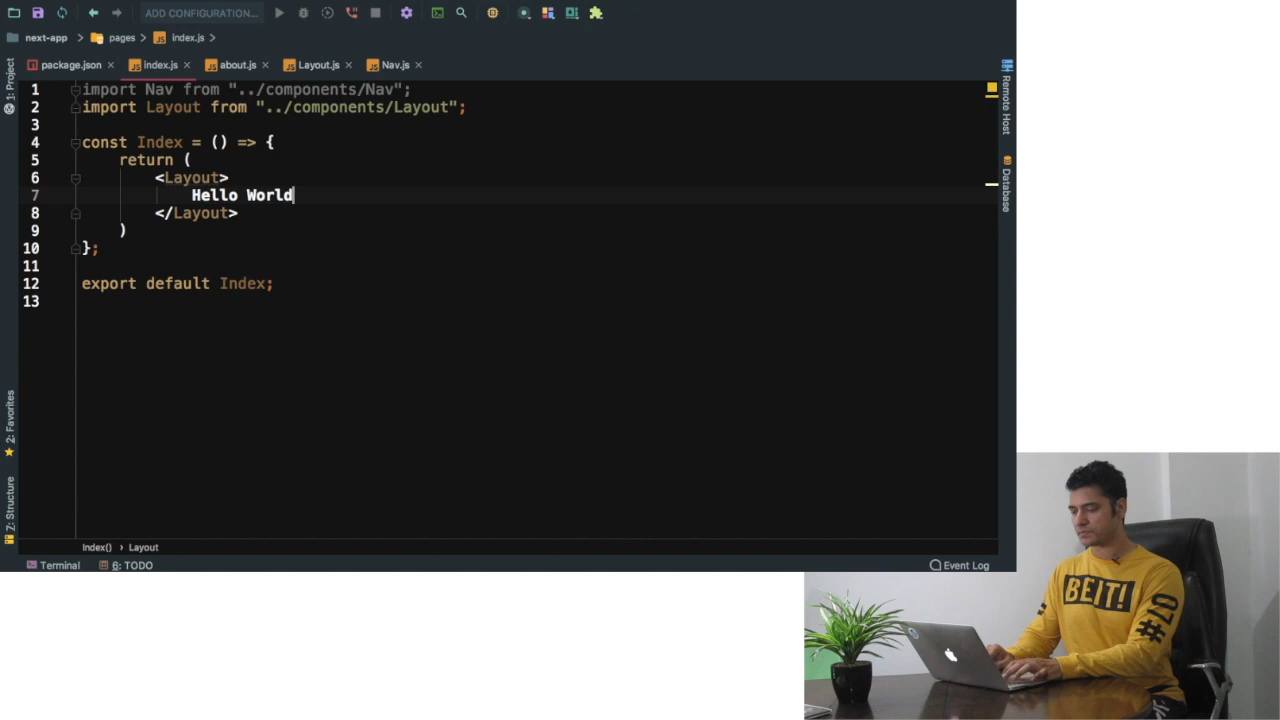 ADD CONFIGURATION...
next-app > pages > index.js >
package.json × index.js × about.js × Layout.js × Nav.js ×
1: Project
Remote Host
Database
1 import Nav from "../components/Nav";
2 import Layout from "../components/Layout";
3
4 const Index = () => {
5 return (
6 <Layout>
7 Hello World
8 </Layout>
9 )
10 };
11
12 export default Index;
13
2: Favorites
Z: Structure
Index() › Layout
Terminal 6: TODO Event Log
BEIT!
#70